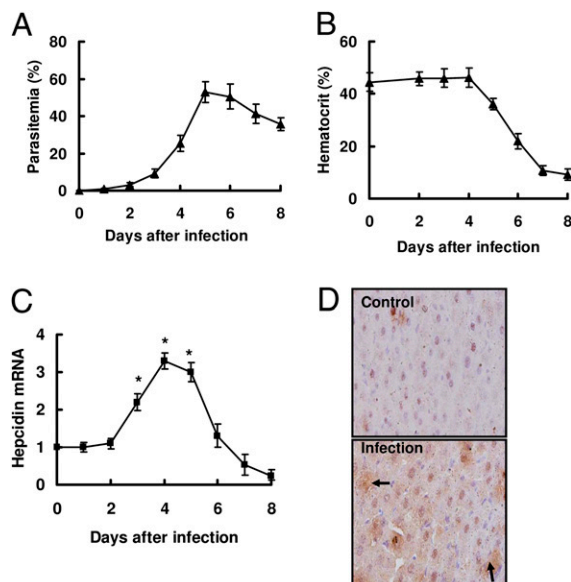 A
Parasitemia (%)
80
60
40
20
0
0 2 4 6 8
Days after infection
B
Hematocrit (%)
60
40
20
0
0 2 4 6 8
Days after infection
C
Hepcidin mRNA
4
3
2
1
0
* * *
0 2 4 6 8
Days after infection
D
Control
Infection